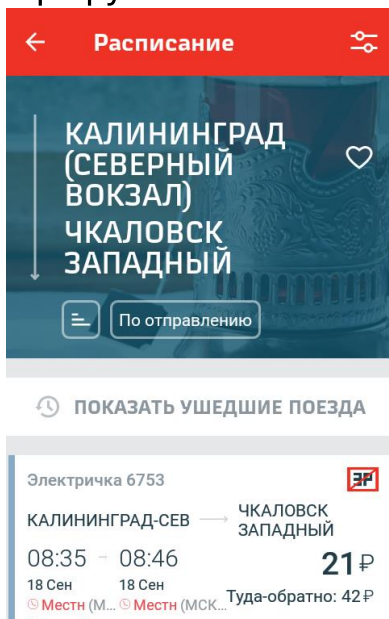 Расписание
КАЛИНИНГРАД
(СЕВЕРНЫЙ
ВОКЗАЛ)
ЧКАЛОВСК
ЗАПАДНЫЙ
По отправлению
ПОКАЗАТЬ УШЕДШИЕ ПОЕЗДА
Электричка 6753
КАЛИНИНГРАД-СЕВ → ЧКАЛОВСК
ЗАПАДНЫЙ
08:35 - 08:46 21 ₽
18 Сен 18 Сен
Местн (М... Местн (МСК... Туда-обратно: 42 ₽